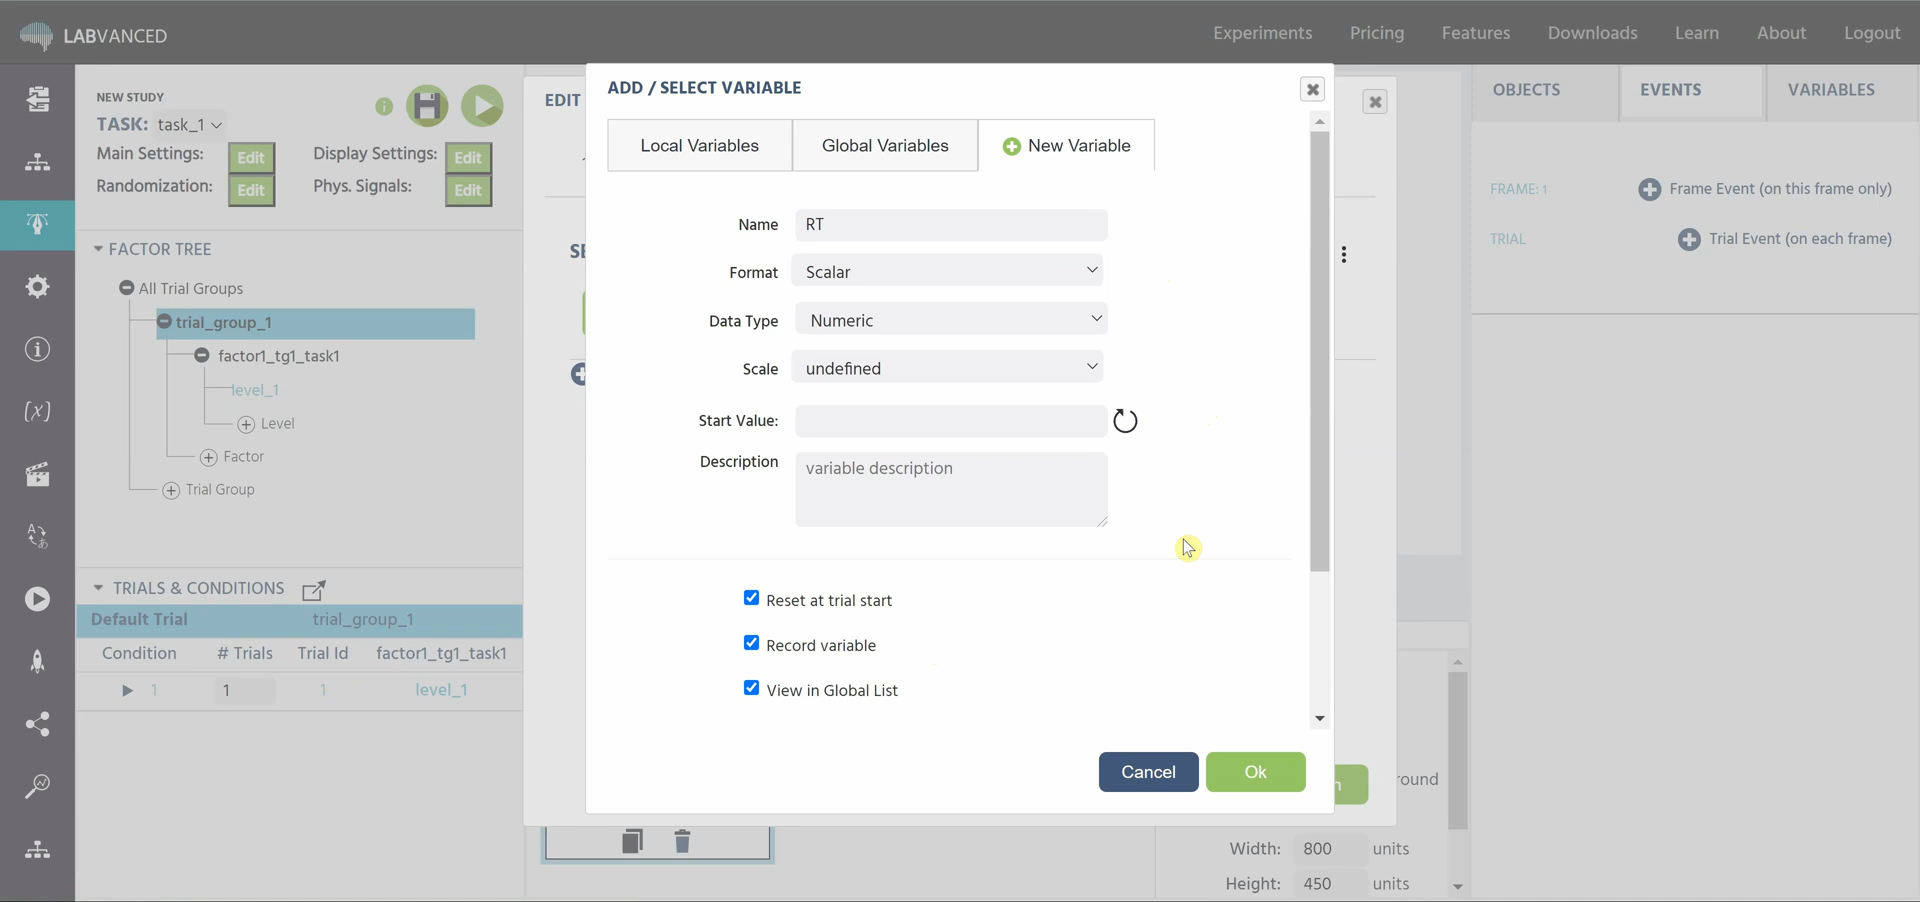 LABVANCED
Experiments Pricing Features Downloads Learn About Logout
NEW STUDY
TASK: task_1
Main Settings: Edit Display Settings: Edit
Randomization: Edit Phys. Signals: Edit
FACTOR TREE
All Trial Groups
trial_group_1
factor1_tg1_task1
level_1
Level
Factor
Trial Group
TRIALS & CONDITIONS
Default Trial trial_group_1
Condition # Trials Trial Id factor1_tg1_task1
1 1 1 level_1
EDIT
ADD / SELECT VARIABLE
Local Variables Global Variables New Variable
Name RT
Format Scalar
Data Type Numeric
Scale undefined
Start Value:
Description variable description
Reset at trial start
Record variable
View in Global List
Cancel Ok
Width: 800 units
Height: 450 units
OBJECTS EVENTS VARIABLES
FRAME: 1 Frame Event (on this frame only)
TRIAL Trial Event (on each frame)